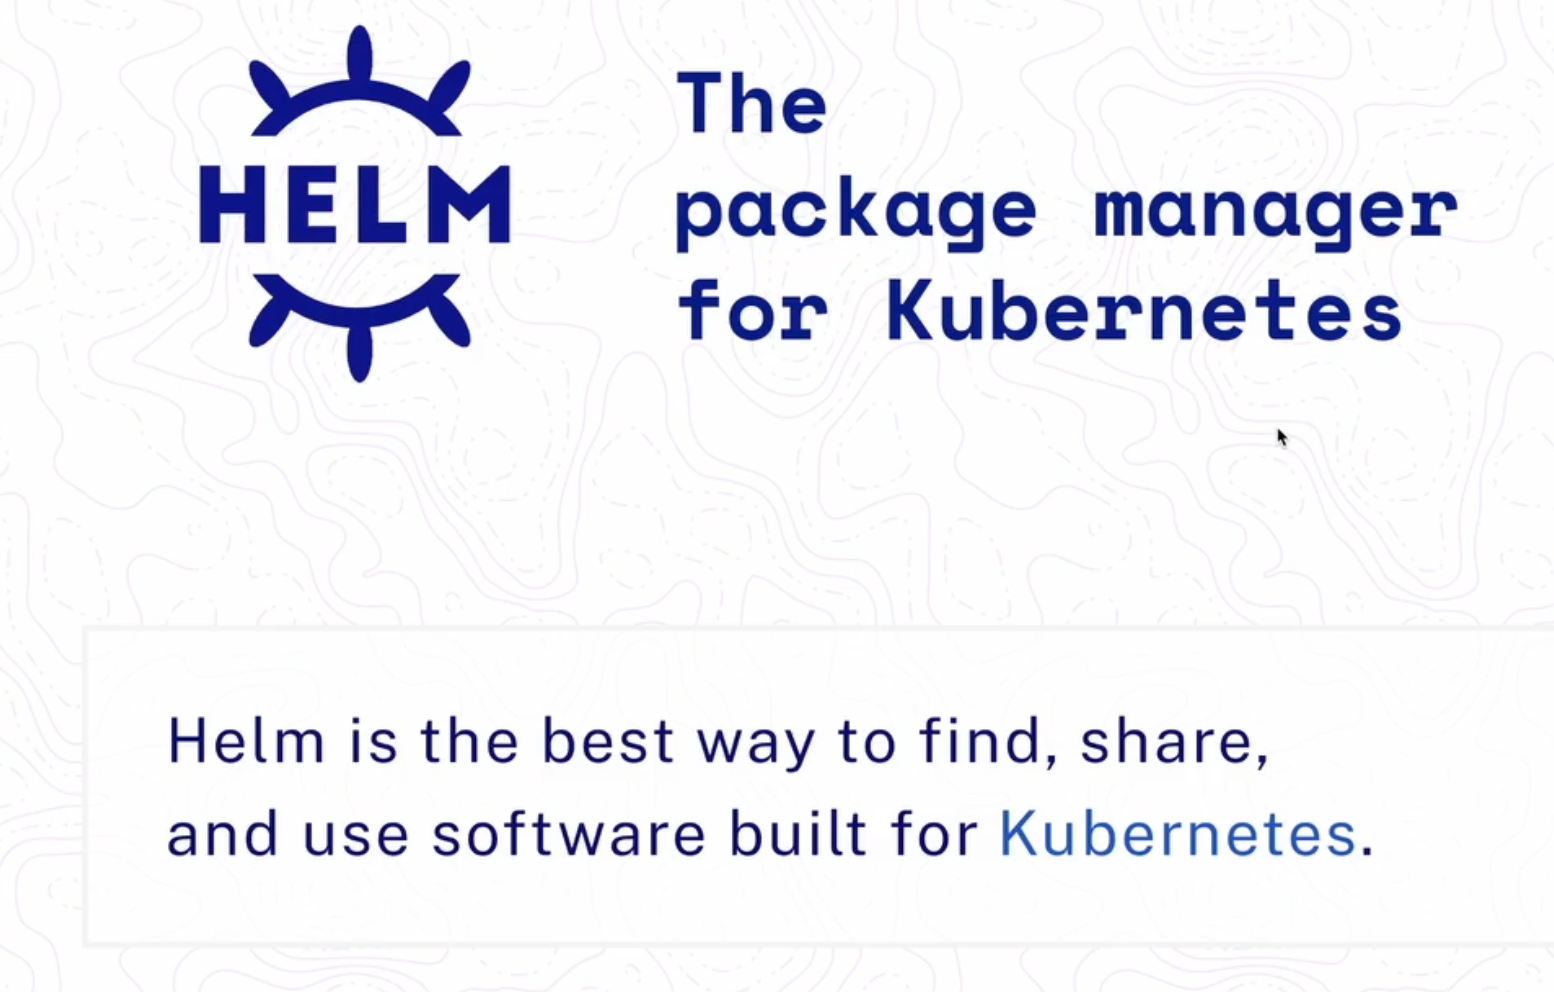 HELM
The
package manager
for Kubernetes
Helm is the best way to find, share,
and use software built for Kubernetes.